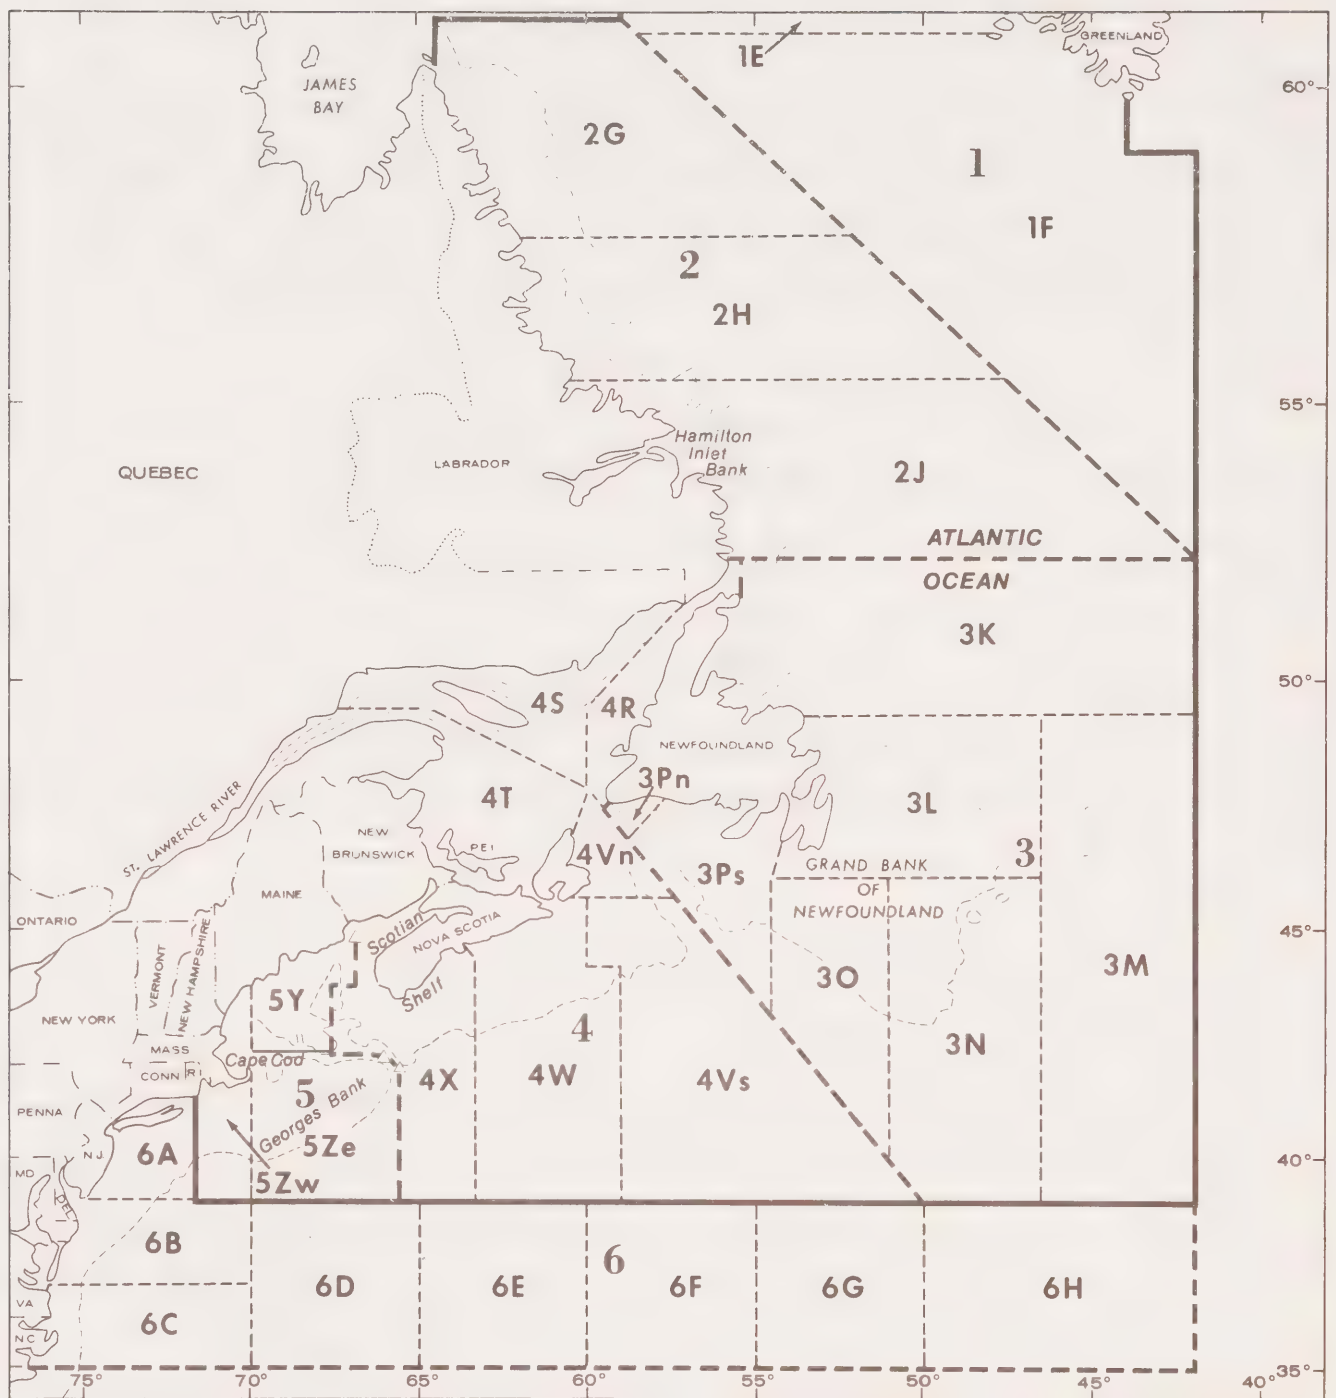 GREENLAND
1E
JAMES
BAY
60°
2G
1
1F
2
2H
55°
Hamilton
Inlet
Bank
QUEBEC
LABRADOR
2J
ATLANTIC
OCEAN
3K
50°
4S
4R
NEWFOUNDLAND
3Pn
ST. LAWRENCE RIVER
4T
3L
NEW
BRUNSWICK
PEI
4Vn
3
GRAND BANK
3Ps
OF
NEWFOUNDLAND
MAINE
ONTARIO
Scotian
NOVA SCOTIA
45°
VERMONT
NEW HAMPSHIRE
3O
3M
Shelf
5Y
NEW YORK
4
3N
MASS
Cape Cod
CONN
RI
4X
4W
4Vs
5
Georges Bank
PENNA
5Ze
6A
NJ
40°
MD
5Zw
DEL
6B
6
6D
6E
6F
6G
6H
VA
6C
NC
75°
70°
65°
60°
55°
50°
45°
40°
35°